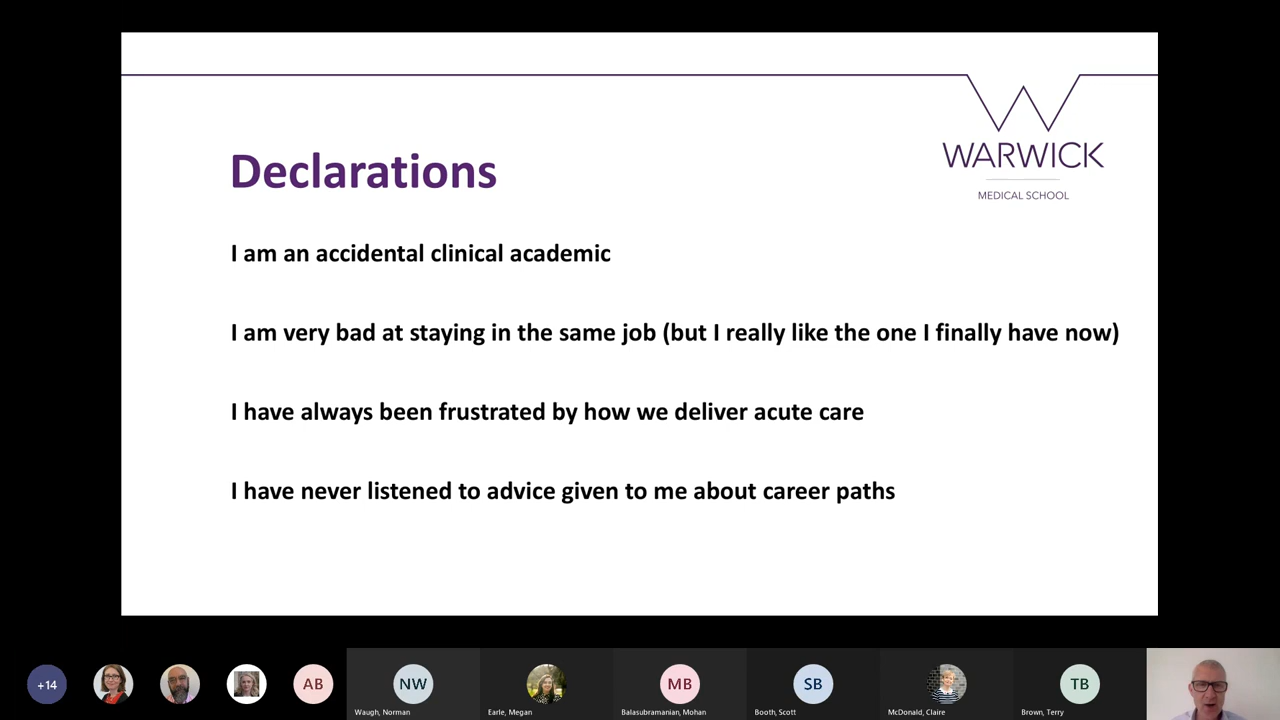 WARWICK
MEDICAL SCHOOL
Declarations
I am an accidental clinical academic
I am very bad at staying in the same job (but I really like the one I finally have now)
I have always been frustrated by how we deliver acute care
I have never listened to advice given to me about career paths
+14
AB
NW
Waugh, Norman
Earle, Megan
MB
Balasubramanian, Mohan
SB
Booth, Scott
McDonald, Claire
TB
Brown, Terry